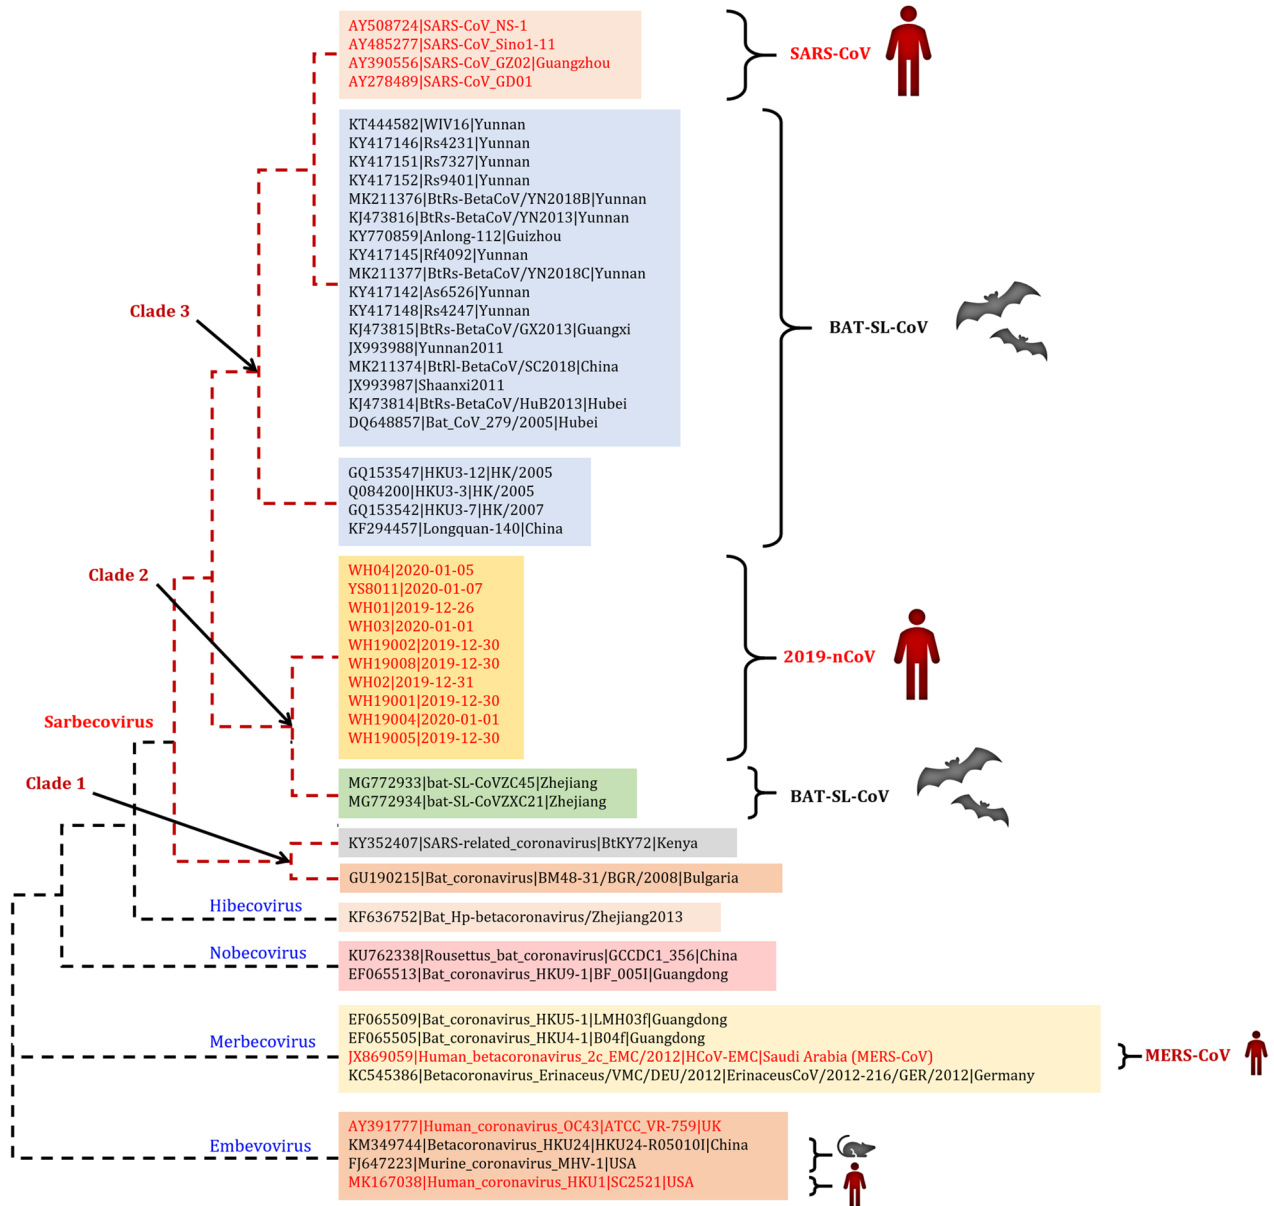 AY508724|SARS-CoV_NS-1
AY485277|SARS-CoV_Sino1-11
AY390556|SARS-CoV_GZ02|Guangzhou
AY278489|SARS-CoV_GD01
SARS-CoV
KT444582|WIV16|Yunnan
KY417146|Rs4231|Yunnan
KY417151|Rs7327|Yunnan
KY417152|Rs9401|Yunnan
MK211376|BtRs-BetaCoV/YN2018B|Yunnan
KJ473816|BtRs-BetaCoV/YN2013|Yunnan
KY770859|Anlong-112|Guizhou
KY417145|Rf4092|Yunnan
MK211377|BtRs-BetaCoV/YN2018C|Yunnan
KY417142|As6526|Yunnan
KY417148|Rs4247|Yunnan
KJ473815|BtRs-BetaCoV/GX2013|Guangxi
JX993988|Yunnan2011
MK211374|BtRl-BetaCoV/SC2018|China
JX993987|Shaanxi2011
KJ473814|BtRs-BetaCoV/HuB2013|Hubei
DQ648857|Bat_CoV_279/2005|Hubei
Clade 3
BAT-SL-CoV
GQ153547|HKU3-12|HK/2005
Q084200|HKU3-3|HK/2005
GQ153542|HKU3-7|HK/2007
KF294457|Longquan-140|China
Clade 2
WH04|2020-01-05
YS8011|2020-01-07
WH01|2019-12-26
WH03|2020-01-01
WH19002|2019-12-30
WH19008|2019-12-30
WH02|2019-12-31
WH19001|2019-12-30
WH19004|2020-01-01
WH19005|2019-12-30
2019-nCoV
Sarbecovirus
MG772933|bat-SL-CoVZC45|Zhejiang
MG772934|bat-SL-CoVZXC21|Zhejiang
BAT-SL-CoV
Clade 1
KY352407|SARS-related_coronavirus|BtKY72|Kenya
GU190215|Bat_coronavirus|BM48-31/BGR/2008|Bulgaria
Hibecovirus
KF636752|Bat_Hp-betacoronavirus/Zhejiang2013
Nobecovirus
KU762338|Rousettus_bat_coronavirus|GCCDC1_356|China
EF065513|Bat_coronavirus_HKU9-1|BF_005I|Guangdong
Merbecovirus
EF065509|Bat_coronavirus_HKU5-1|LMH03f|Guangdong
EF065505|Bat_coronavirus_HKU4-1|B04f|Guangdong
JX869059|Human_betacoronavirus_2c_EMC/2012|HCoV-EMC|Saudi Arabia (MERS-CoV)
KC545386|Betacoronavirus_Erinaceus/VMC/DEU/2012|ErinaceusCoV/2012-216/GER/2012|Germany
MERS-CoV
Embevovirus
AY391777|Human_coronavirus_OC43|ATCC_VR-759|UK
KM349744|Betacoronavirus_HKU24|HKU24-R05010I|China
FJ647223|Murine_coronavirus_MHV-1|USA
MK167038|Human_coronavirus_HKU1|SC2521|USA